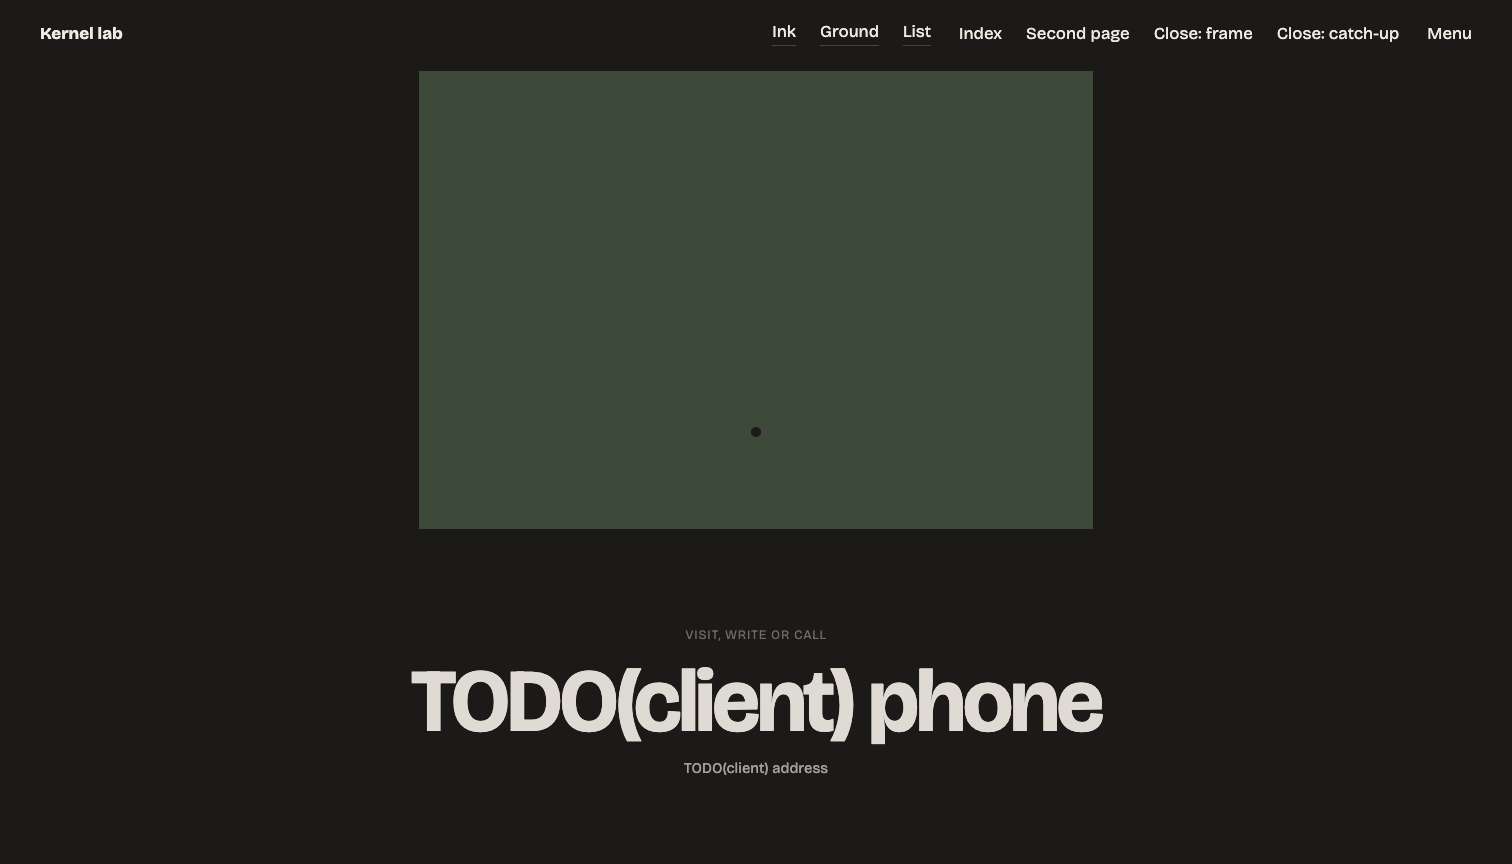 Kernel lab Ink Ground List Index Second page Close: frame Close: catch-up Menu
VISIT, WRITE OR CALL
TODO(client) phone
TODO(client) address